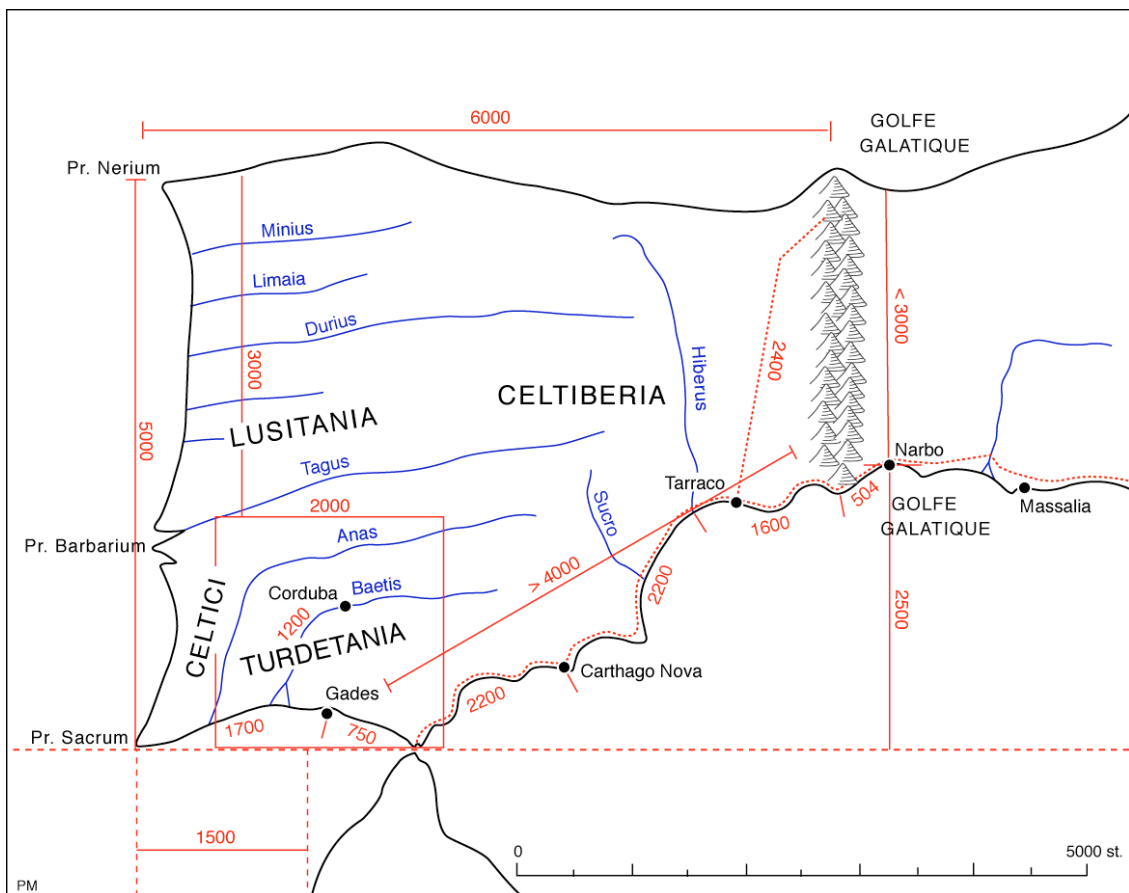 6000
GOLFE
GALATIQUE
Pr. Nerium
Minius
Limaia
Durius
3000
< 3000
2400
Hiberus
CELTIBERIA
LUSITANIA
5000
Tagus
Narbo
Tarraco
504
GOLFE
GALATIQUE
Massalia
1600
2000
Anas
Sucro
Pr. Barbarium
> 4000
2200
Corduba
Baetis
1200
CELTICI
TURDETANIA
2500
Carthago Nova
2200
Gades
1700
750
Pr. Sacrum
1500
0
5000 st.
PM